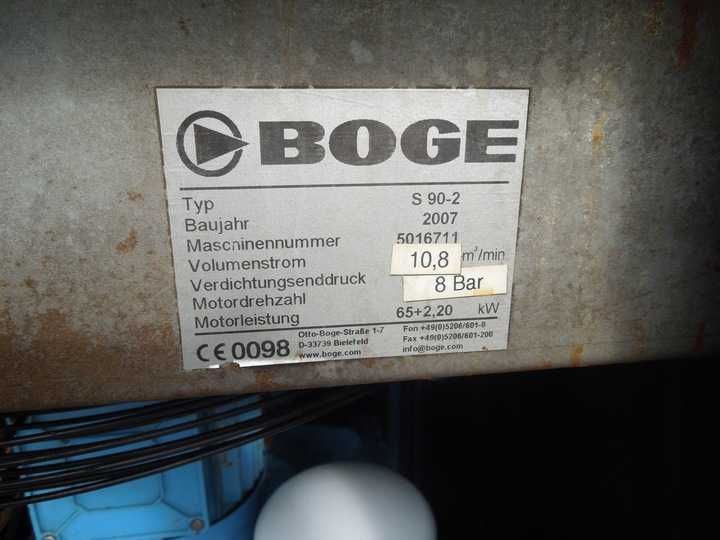 BOGE
Typ S 90-2
Baujahr 2007
Maschinennummer 5016711
Volumenstrom 10,8 m³/min
Verdichtungsenddruck 8 Bar
Motordrehzahl
Motorleistung 65+2,20 kW
CE 0098
Otto-Boge-Straße 1-7
D-33739 Bielefeld
www.boge.com
Fon +49(0)5206/601-0
Fax +49(0)5206/601-200
info@boge.com